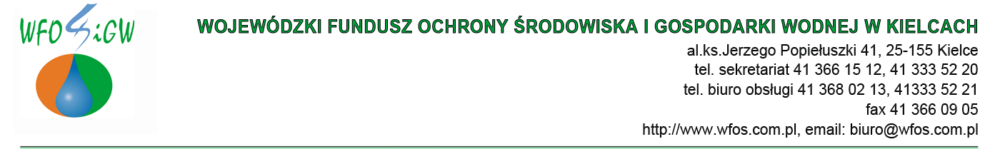 WFOŚiGW
WOJEWÓDZKI FUNDUSZ OCHRONY ŚRODOWISKA I GOSPODARKI WODNEJ W KIELCACH
al.ks.Jerzego Popiełuszki 41, 25-155 Kielce
tel. sekretariat 41 366 15 12, 41 333 52 20
tel. biuro obsługi 41 368 02 13, 41333 52 21
fax 41 366 09 05
http://www.wfos.com.pl, email: biuro@wfos.com.pl